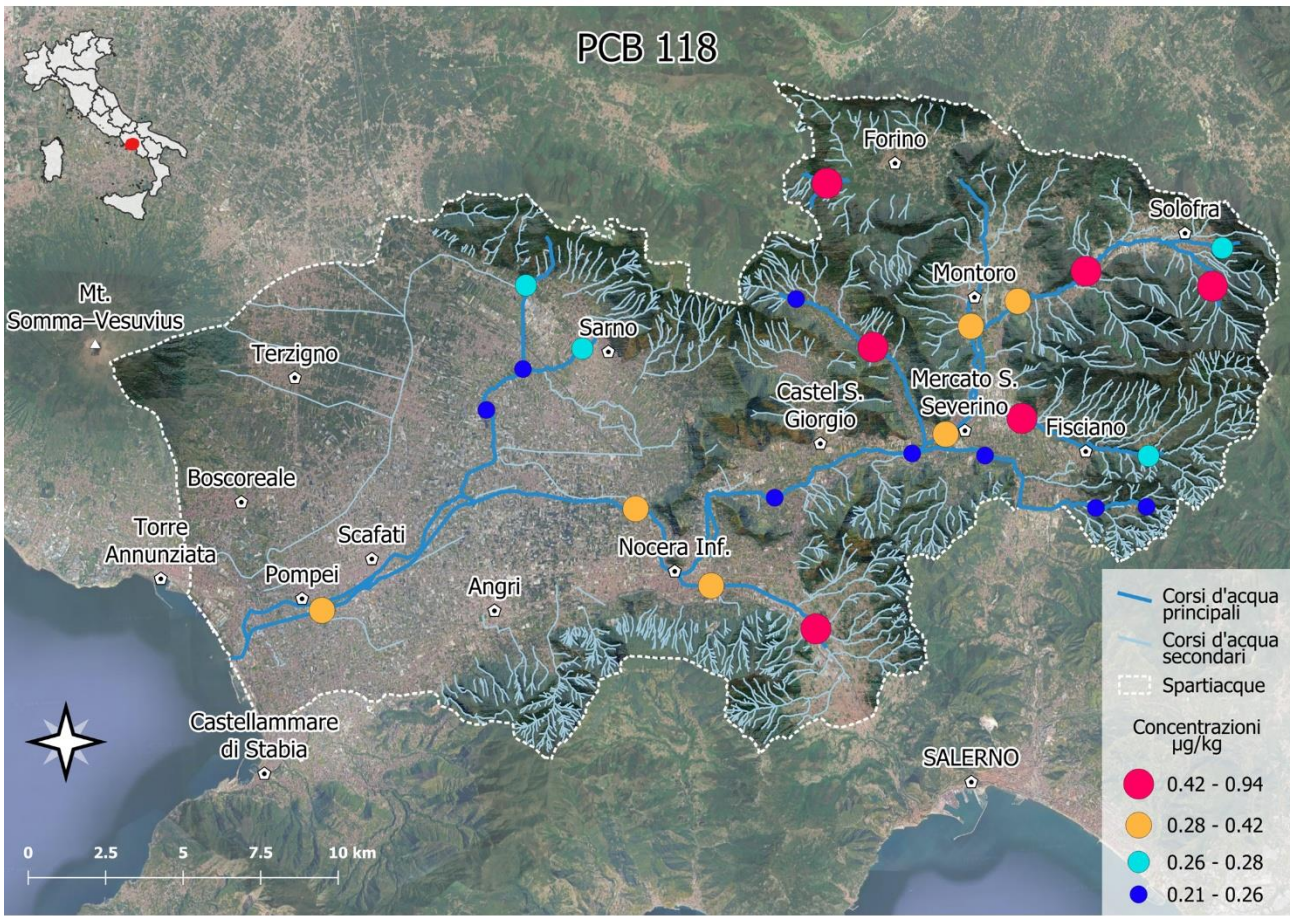 PCB 118
Forino
Solofra
Mt.
Somma–Vesuvius
Montoro
Sarno
Terzigno
Castel S.
Giorgio
Mercato S.
Severino
Fisciano
Boscoreale
Scafati
Torre
Annunziata
Nocera Inf.
Pompei
Angri
Castellammare
di Stabia
SALERNO
Corsi d'acqua
principali
Corsi d'acqua
secondari
Spartiacque
Concentrazioni
µg/kg
0.42 - 0.94
0.28 - 0.42
0.26 - 0.28
0.21 - 0.26
0 2.5 5 7.5 10 km